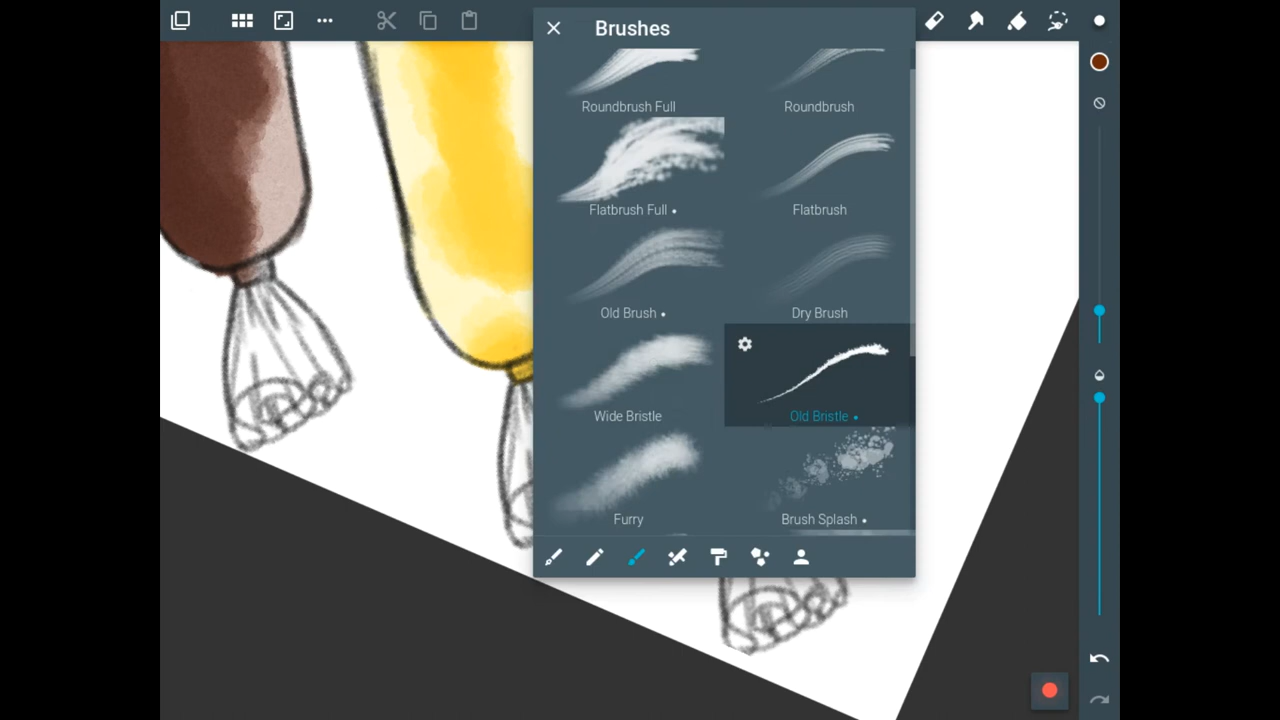 Brushes
Roundbrush Full
Roundbrush
Flatbrush Full •
Flatbrush
Old Brush •
Dry Brush
Wide Bristle
Old Bristle •
Furry
Brush Splash •